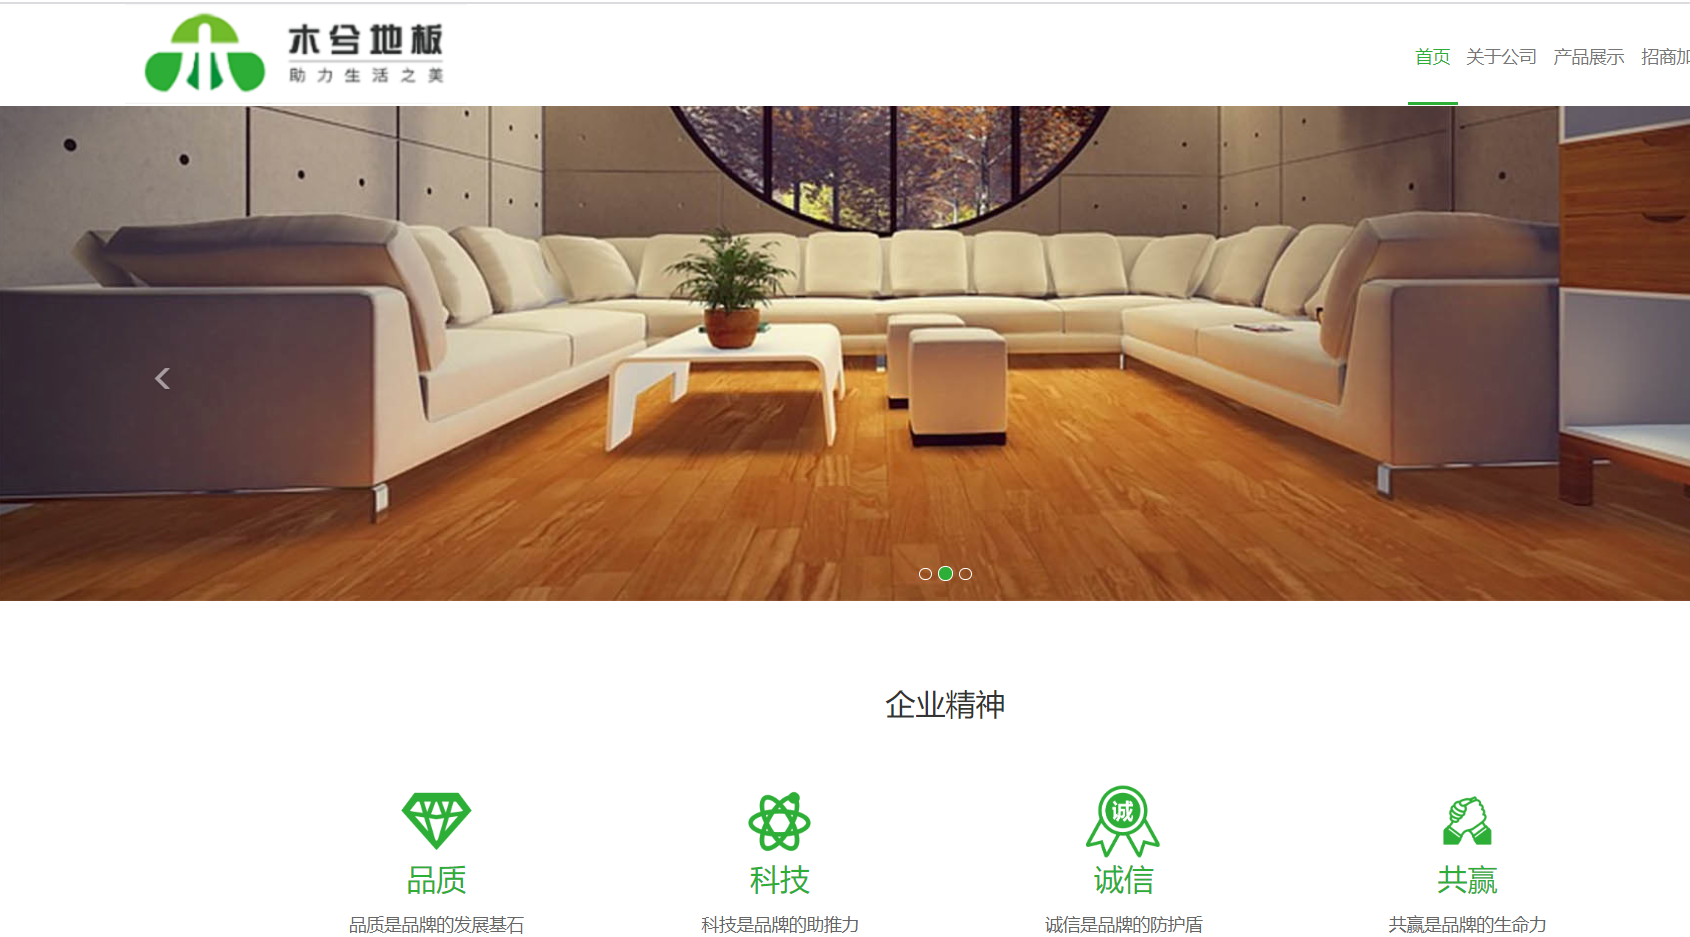 木兮地板
助力生活之美
首页 关于公司 产品展示 招商加
企业精神
诚
品质 科技 诚信 共赢
品质是品牌的发展基石 科技是品牌的助推力 诚信是品牌的防护盾 共赢是品牌的生命力